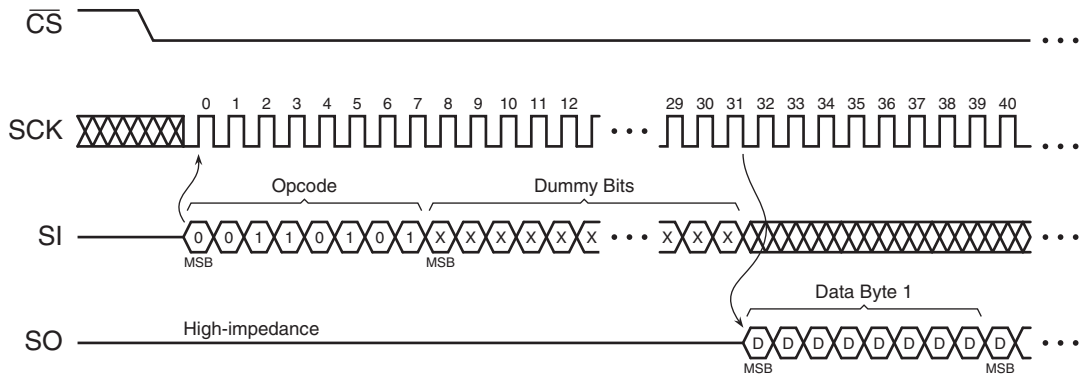 CS
0 1 2 3 4 5 6 7 8 9 10 11 12 29 30 31 32 33 34 35 36 37 38 39 40
SCK
Opcode Dummy Bits
SI 0 0 1 1 0 1 0 1 X X X X X X X X X
MSB MSB
Data Byte 1
High-impedance
SO D D D D D D D D D
MSB MSB